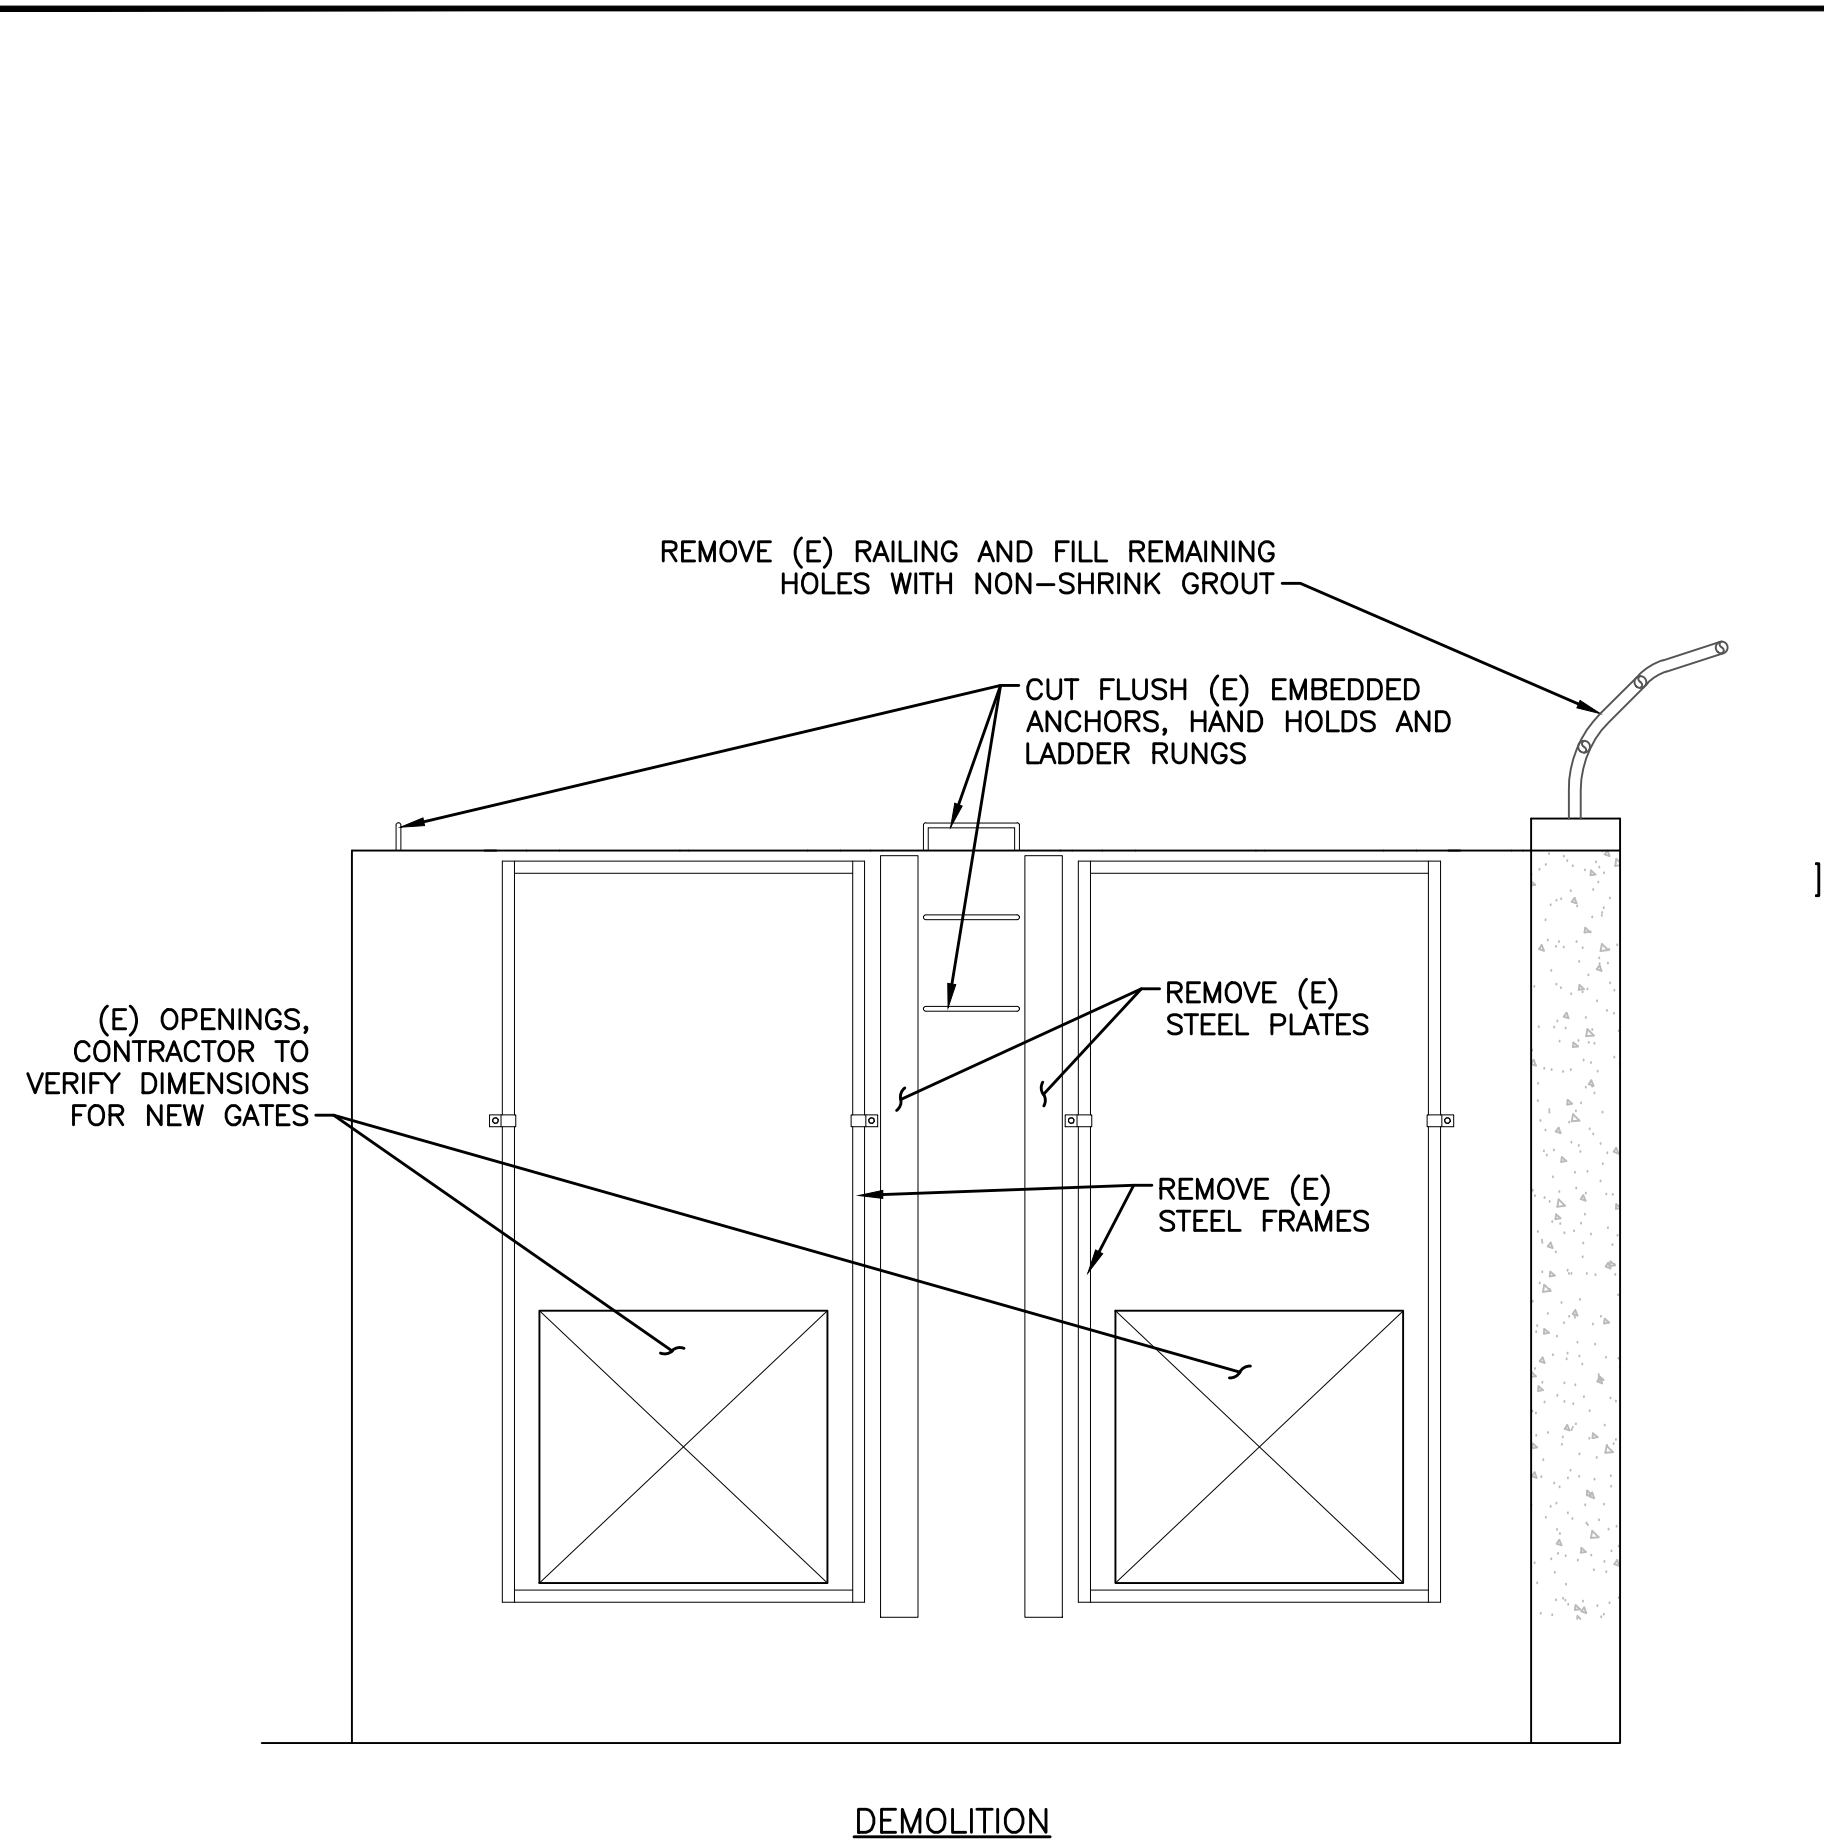 REMOVE (E) RAILING AND FILL REMAINING
HOLES WITH NON-SHRINK GROUT
CUT FLUSH (E) EMBEDDED
ANCHORS, HAND HOLDS AND
LADDER RUNGS
(E) OPENINGS,
CONTRACTOR TO
VERIFY DIMENSIONS
FOR NEW GATES
REMOVE (E)
STEEL PLATES
REMOVE (E)
STEEL FRAMES
DEMOLITION